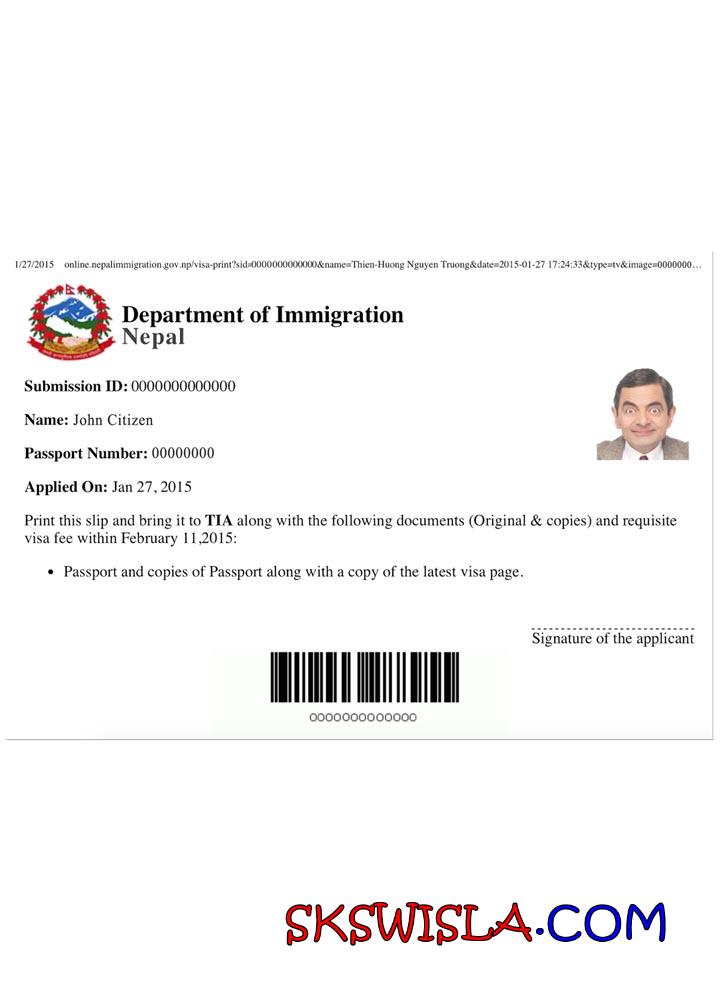 1/27/2015 online.nepalimmigration.gov.np/visa-print?sid=0000000000000&name=Thien-Huong Nguyen Truong&date=2015-01-27 17:24:33&type=tv&image=0000000…
Department of Immigration
Nepal
Submission ID: 0000000000000
Name: John Citizen
Passport Number: 00000000
Applied On: Jan 27, 2015
Print this slip and bring it to TIA along with the following documents (Original & copies) and requisite
visa fee within February 11,2015:
• Passport and copies of Passport along with a copy of the latest visa page.
Signature of the applicant
0000000000000
SKSWISLA.COM